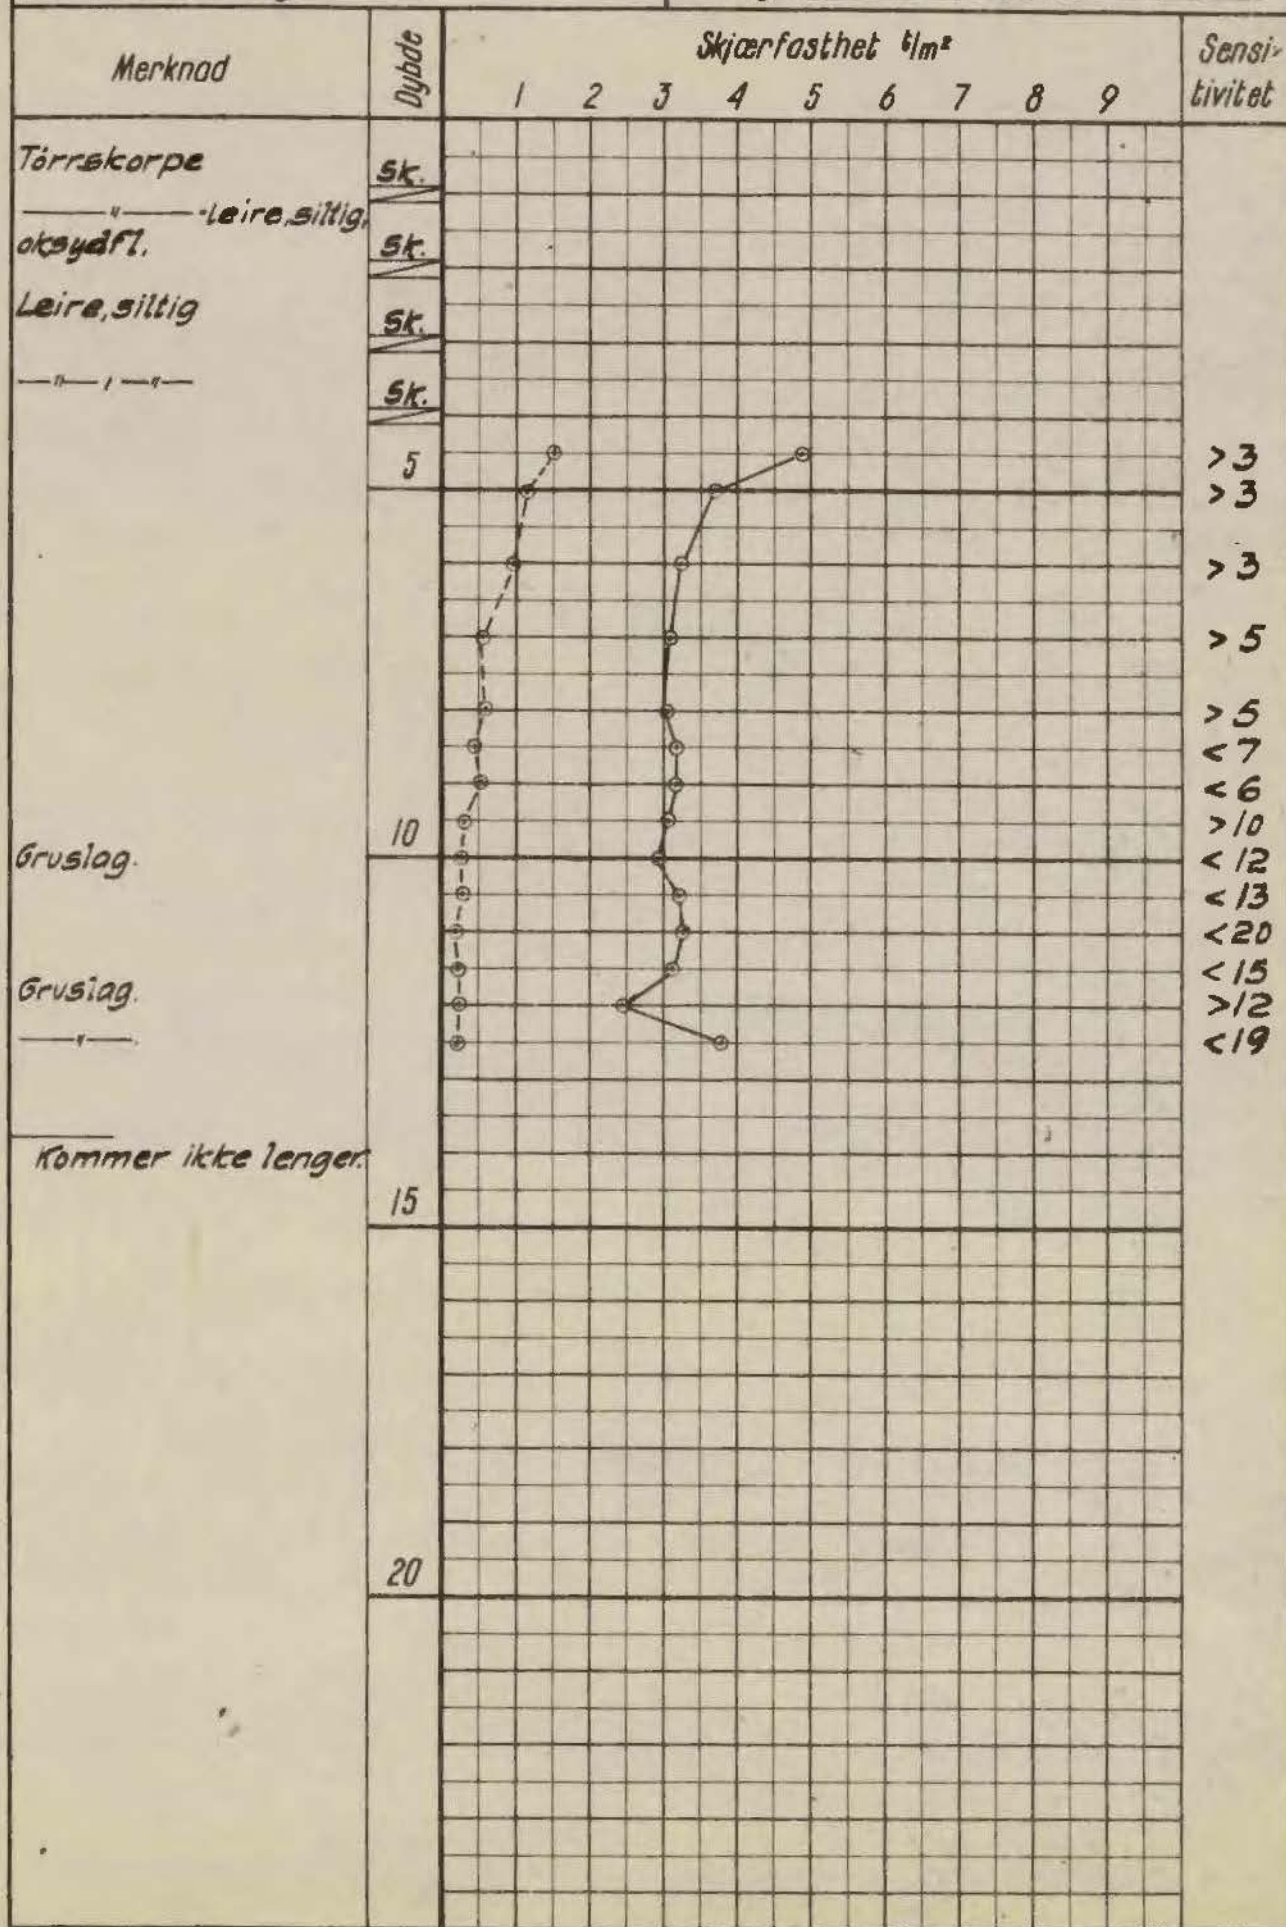 Merknad
Dybde
Skjærfasthet t/m²
1 2 3 4 5 6 7 8 9
Sensi-
tivitet
Tørrskorpe
Sk.
—"— -Leire, siltig,
oksydfl.
Sk.
Leire, siltig
Sk.
—"— , —"—
Sk.
5
>3
>3
>3
>5
>5
<7
<6
>10
10
Gruslag.
<12
<13
<20
<15
Gruslag.
>12
—"—.
<19
Kommer ikke lenger.
15
20